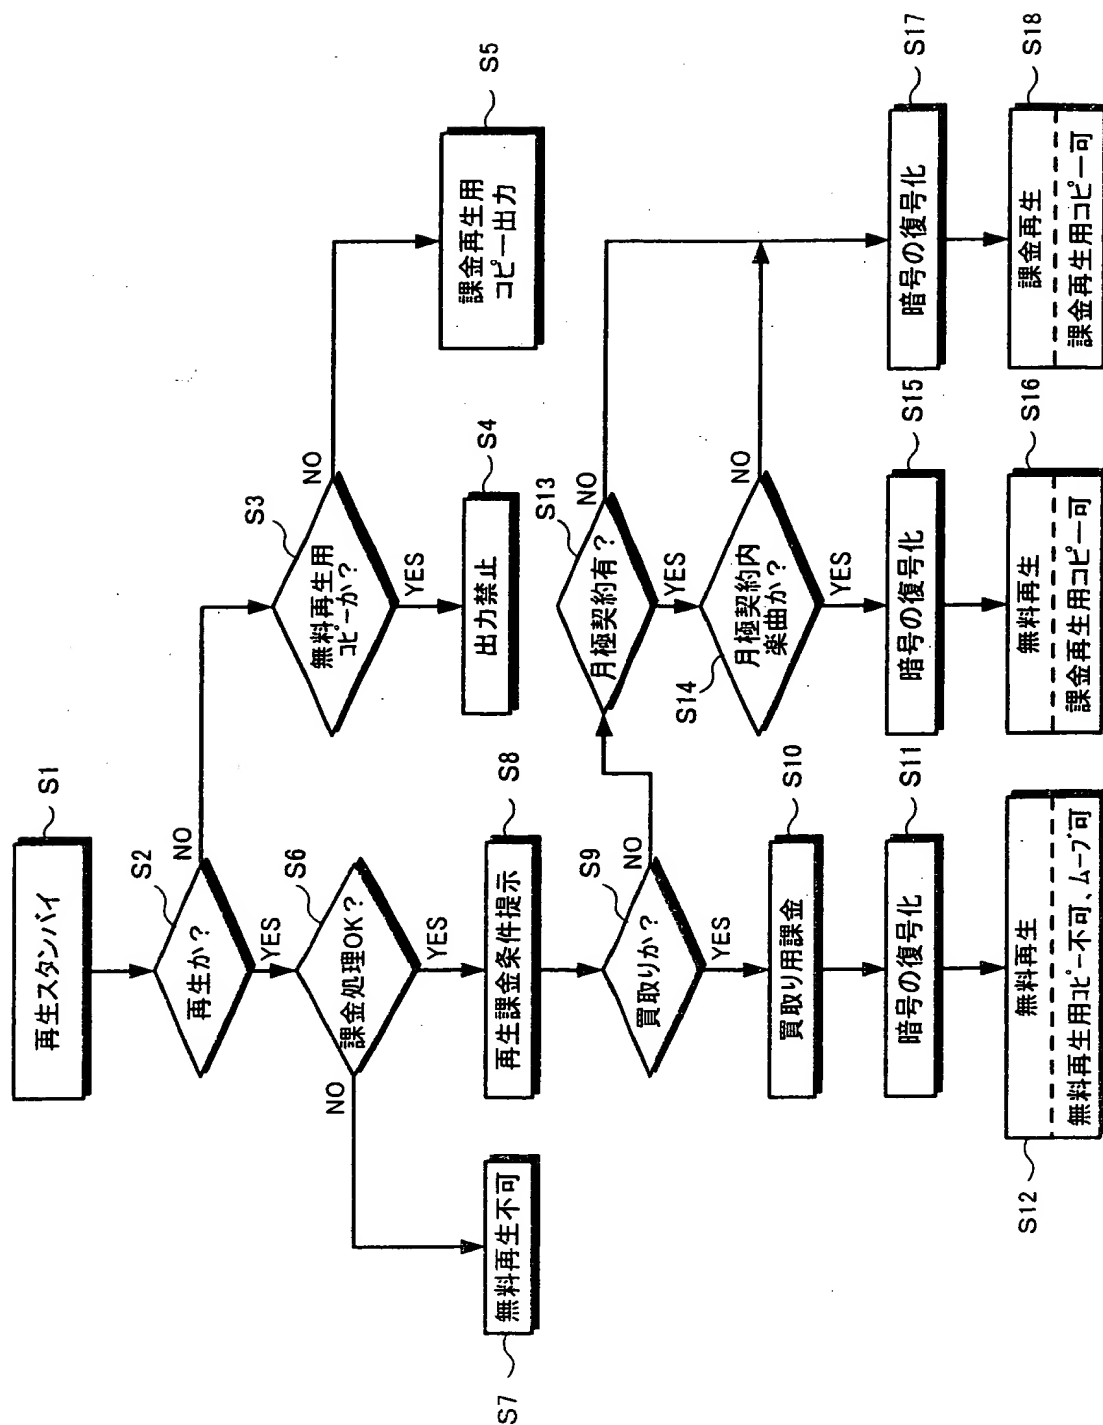 再生スタンバイ
S1
再生か?
S2
NO
YES
無料再生用
コピーか?
S3
NO
YES
出力禁止
S4
課金再生用
コピー出力
S5
課金処理OK?
S6
NO
YES
無料再生不可
S7
再生課金条件提示
S8
買取りか?
S9
NO
YES
買取り用課金
S10
暗号の復号化
S11
無料再生
無料再生用コピー不可、ムーブ可
S12
月極契約有?
S13
NO
YES
月極契約内
楽曲か?
S14
NO
YES
暗号の復号化
S15
無料再生
課金再生用コピー可
S16
暗号の復号化
S17
課金再生
課金再生用コピー可
S18